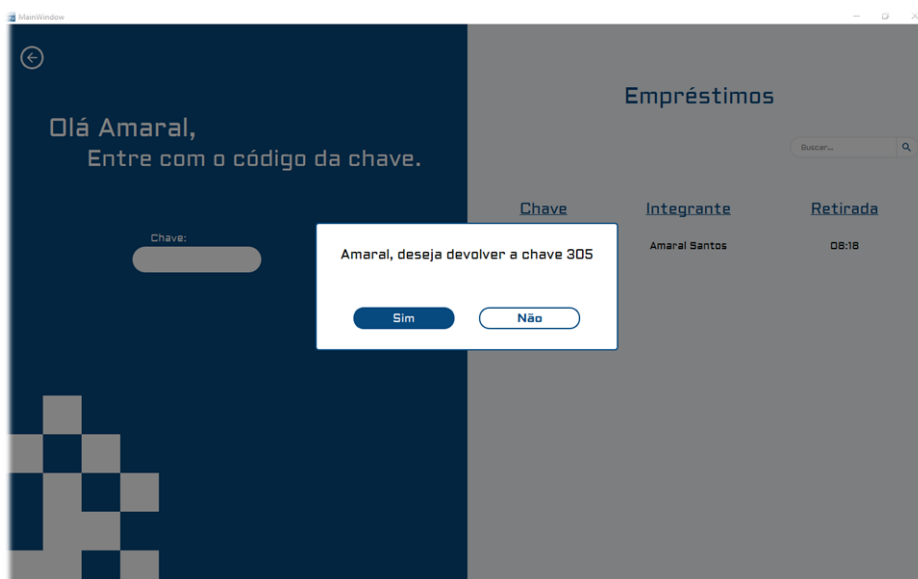 MainWindow
Olá Amaral,
Entre com o código da chave.
Chave:
Empréstimos
Buscar...
Chave Integrante Retirada
Amaral Santos 08:18
Amaral, deseja devolver a chave 305
Sim Não